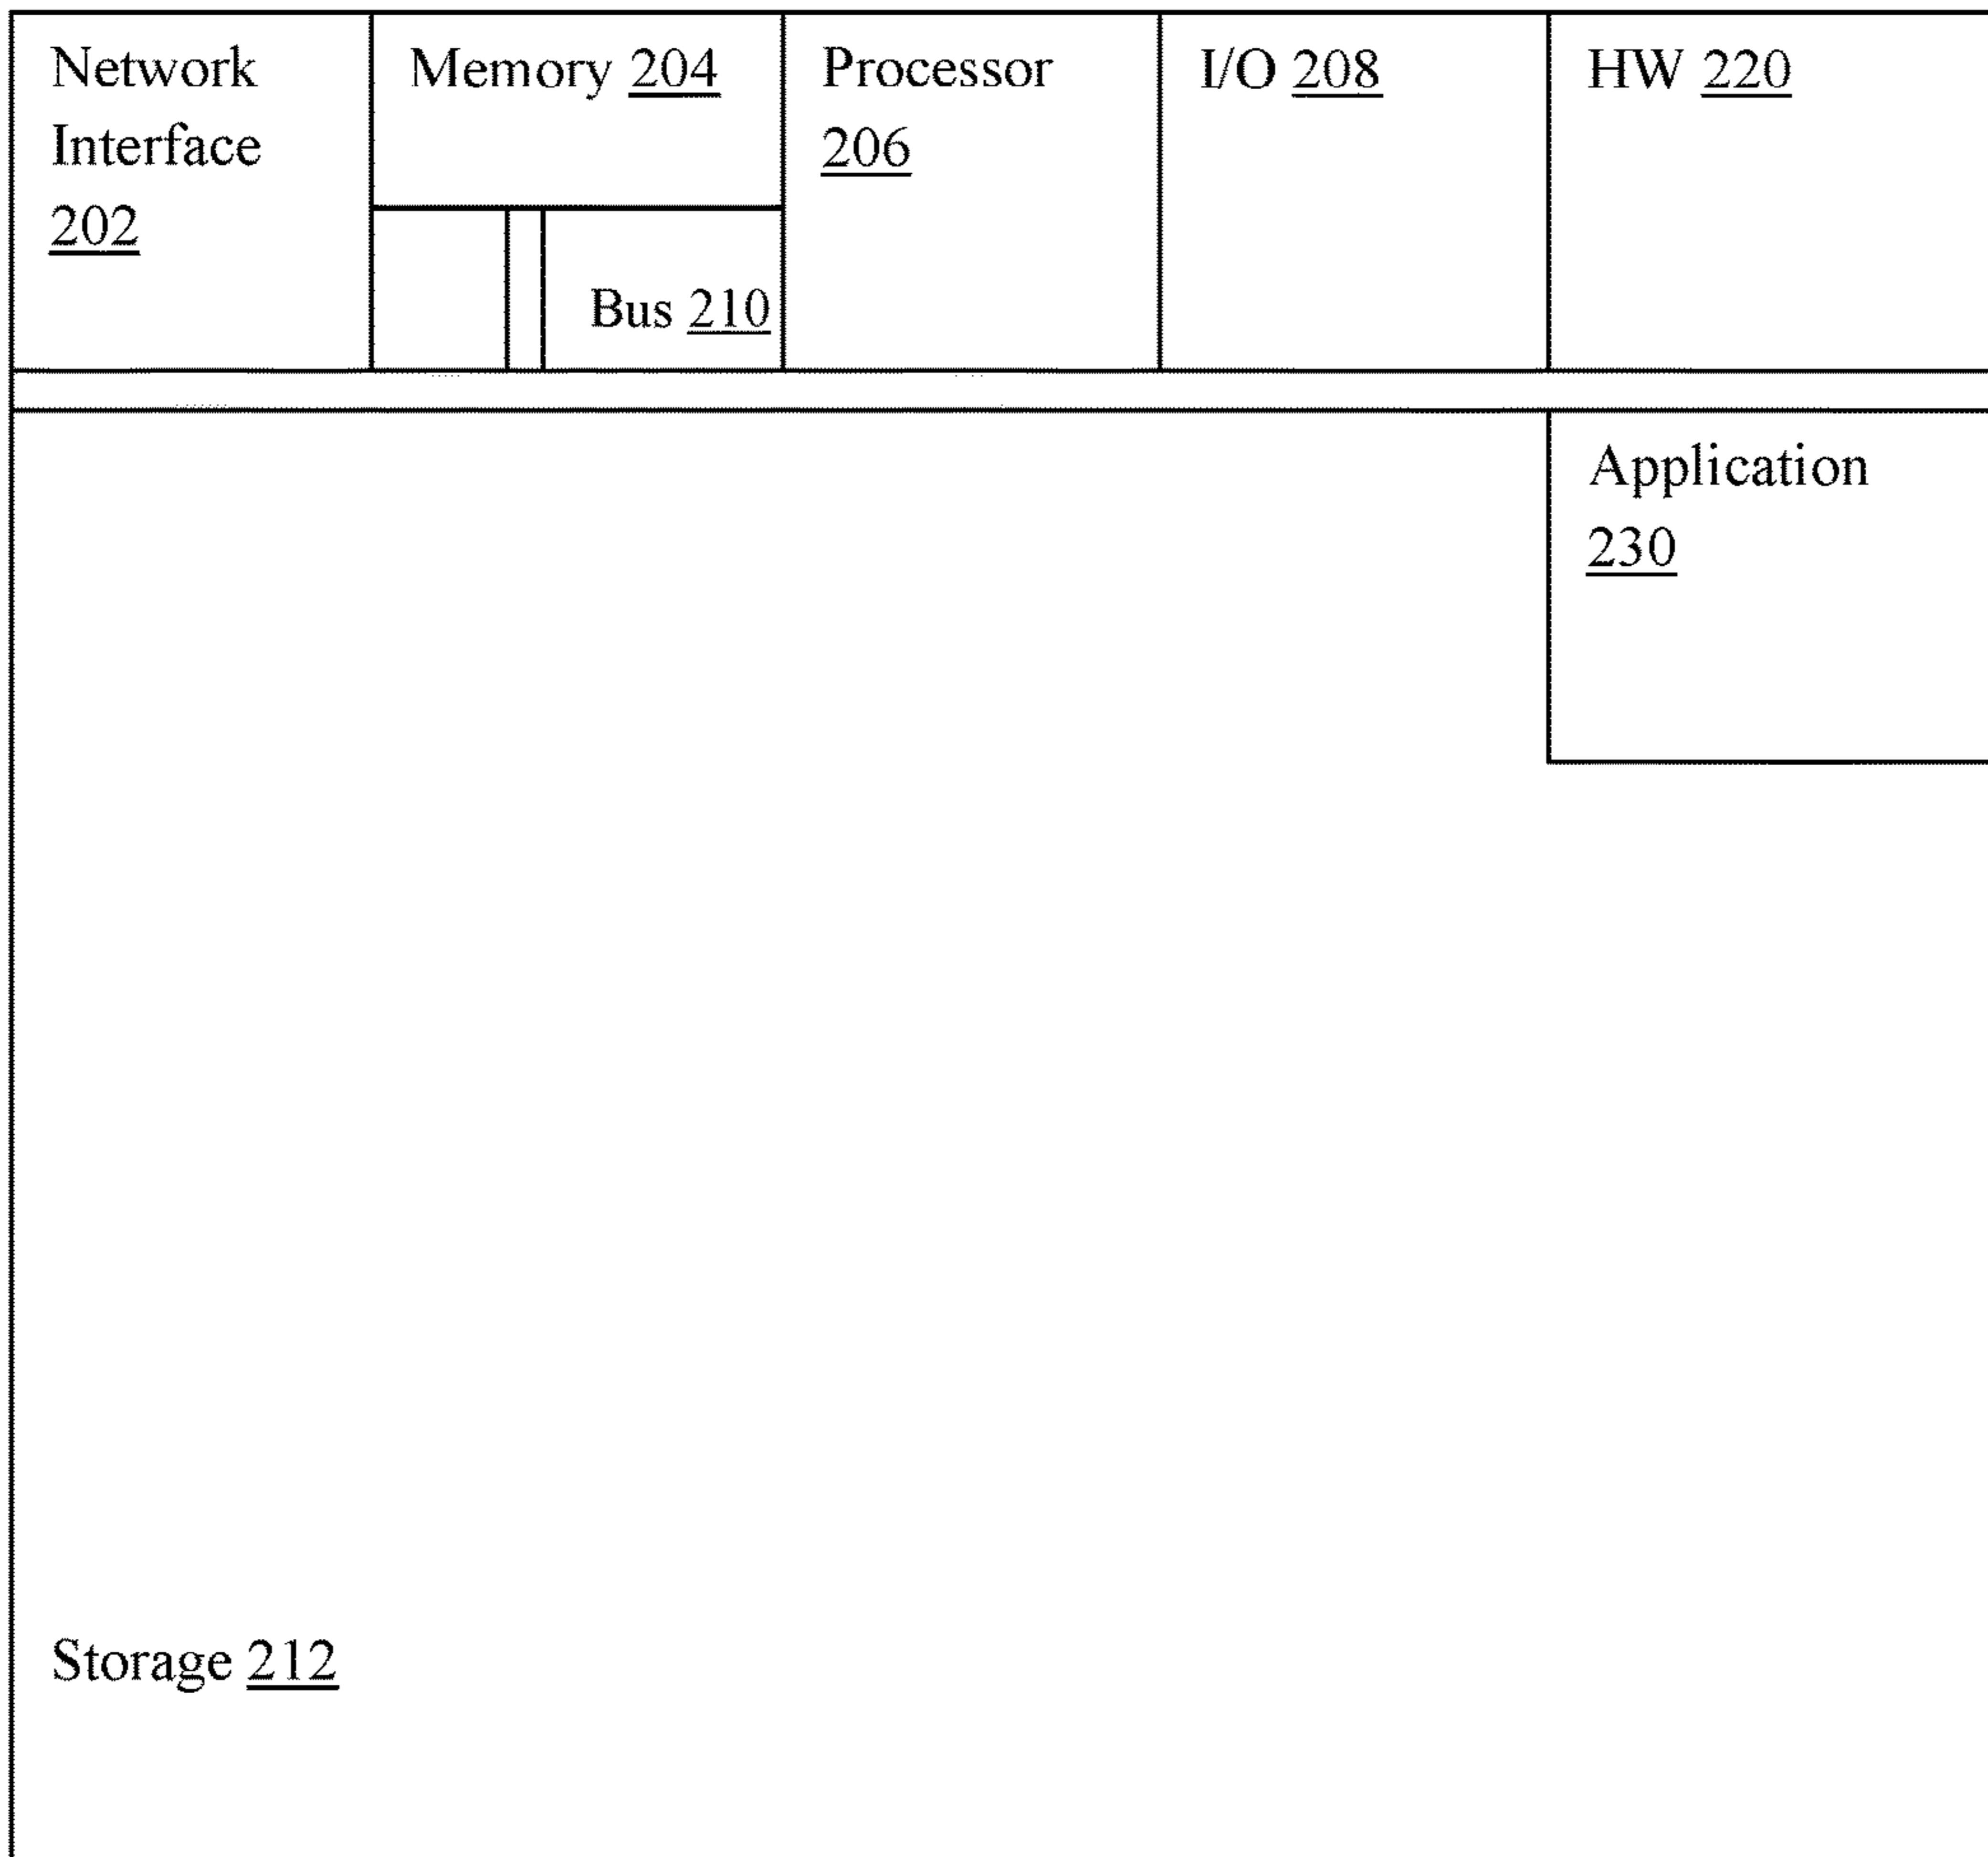 Network
Interface
202
Memory 204
Processor
206
I/O 208
HW 220
Bus 210
Application
230
Storage 212